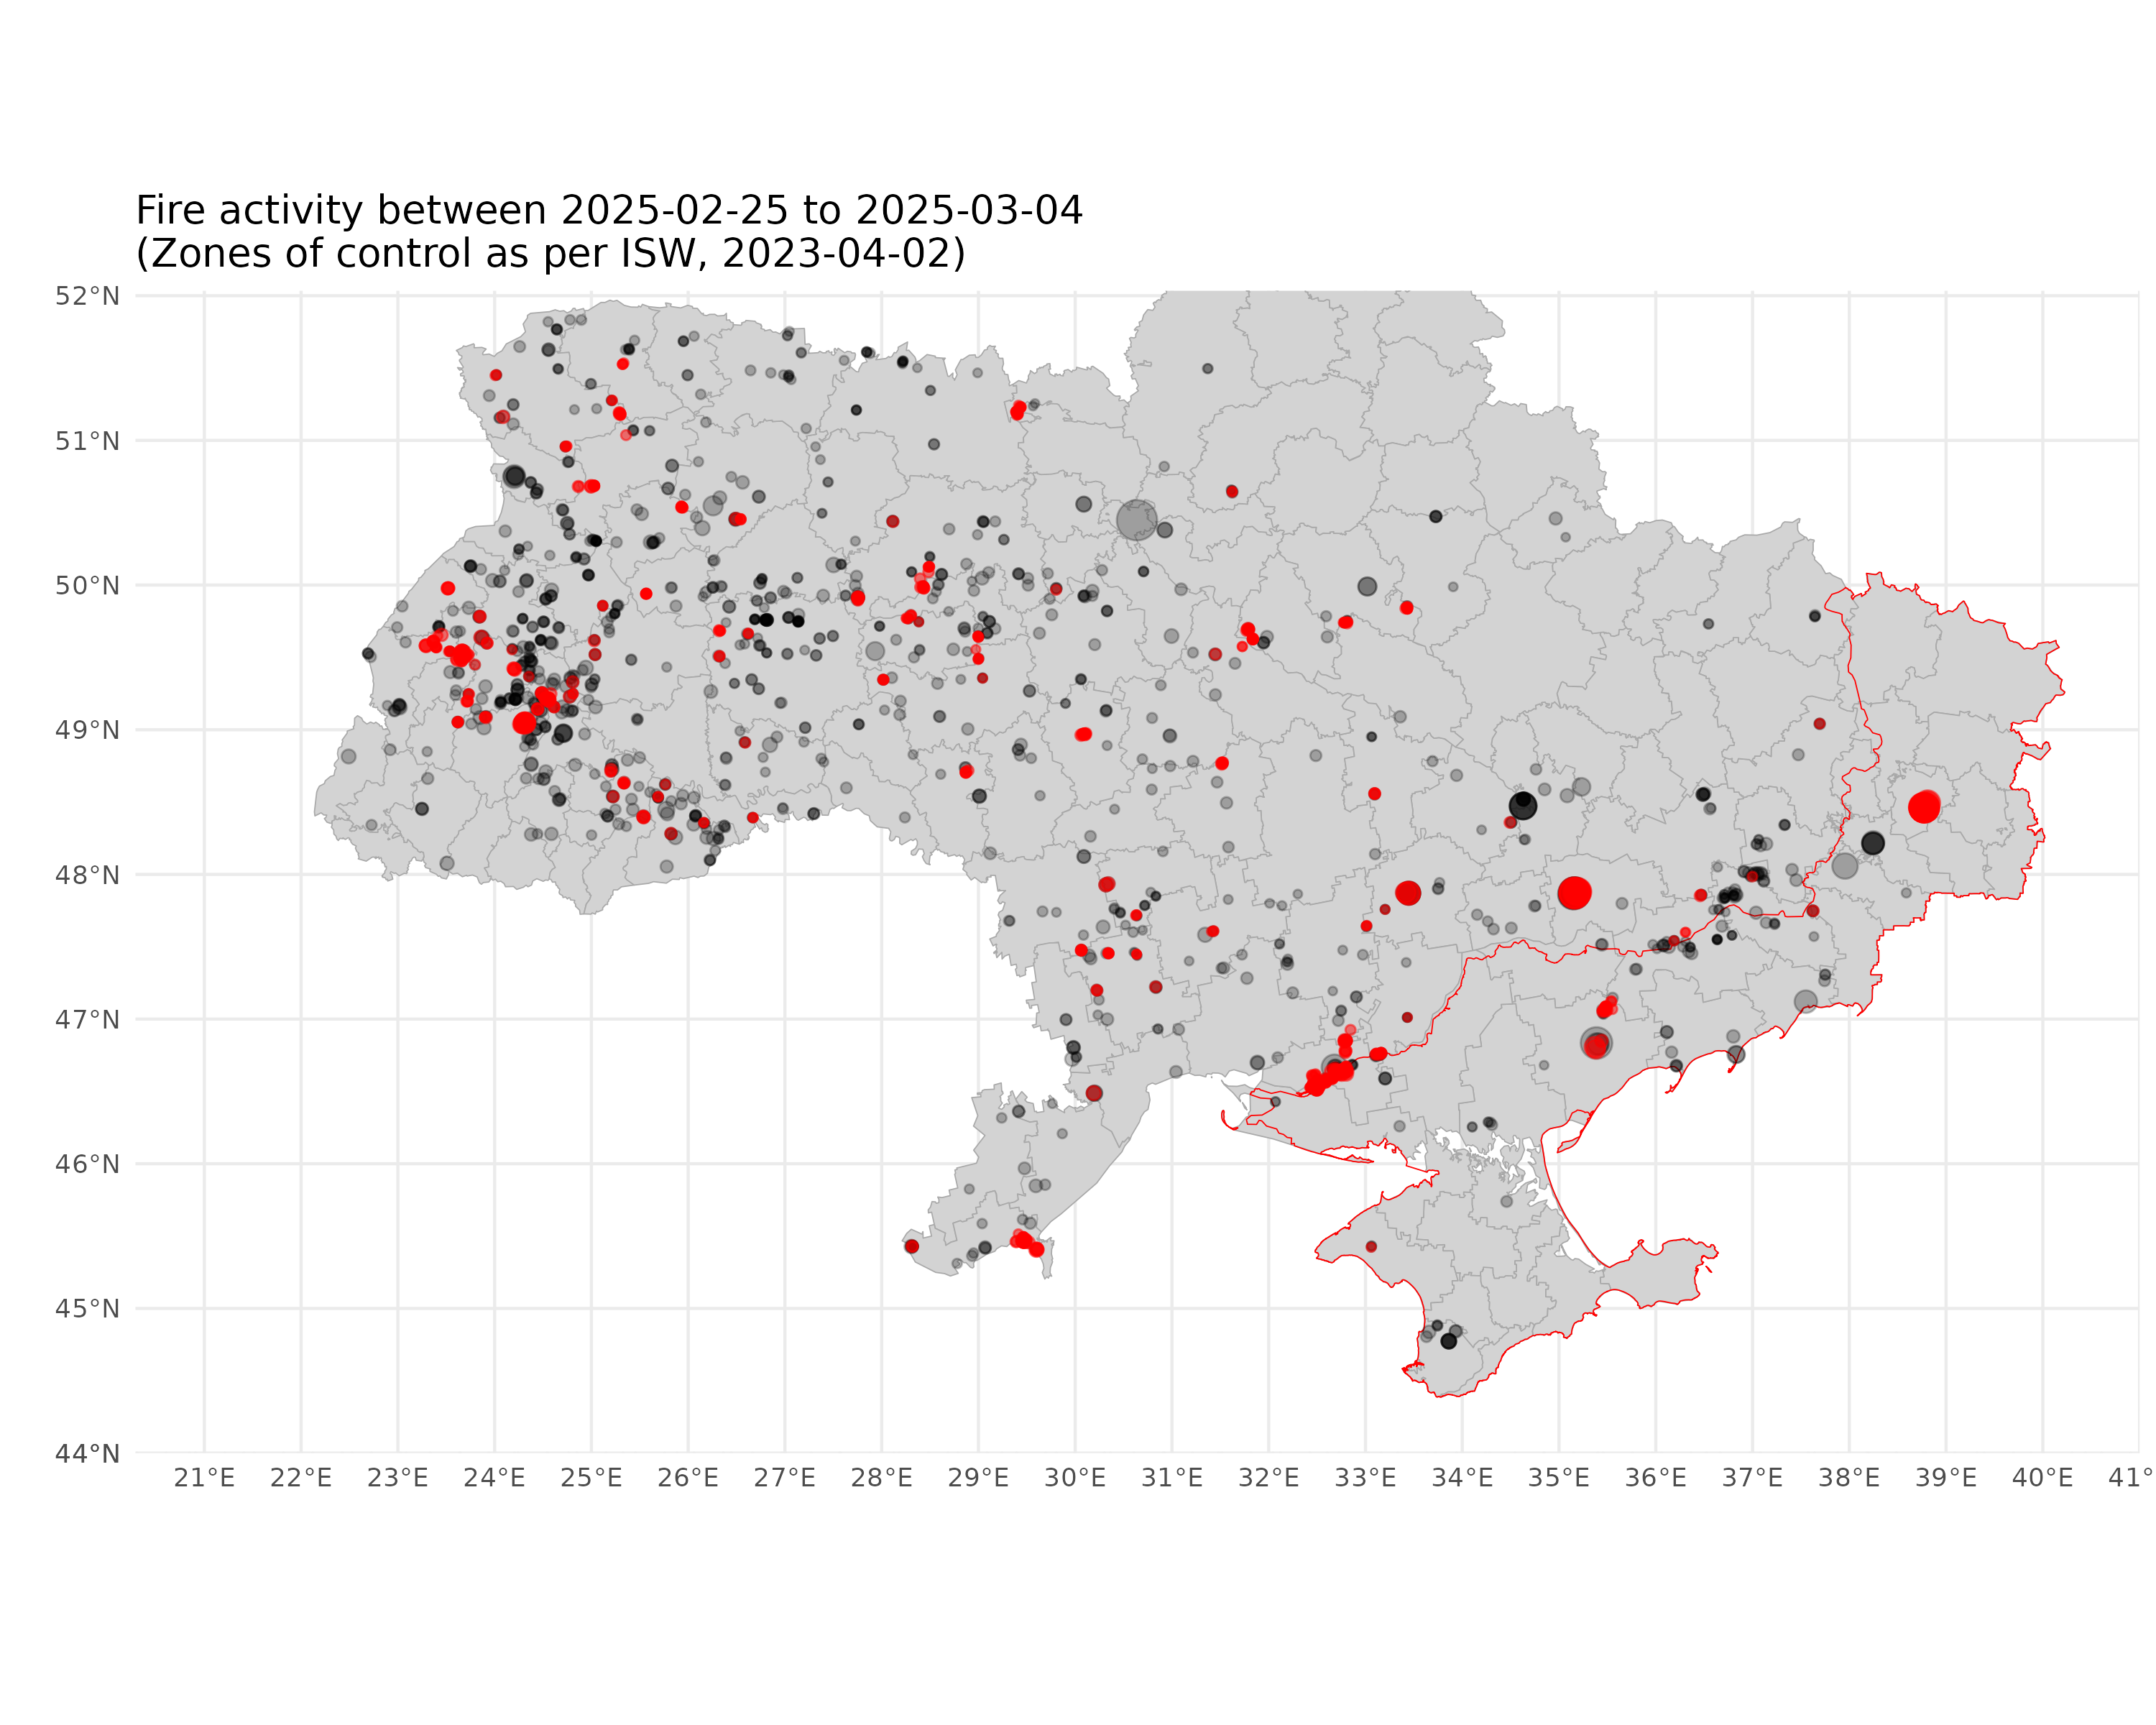 Fire activity between 2025-02-25 to 2025-03-04
(Zones of control as per ISW, 2023-04-02)
52°N
51°N
50°N
49°N
48°N
47°N
46°N
45°N
44°N
21°E 22°E 23°E 24°E 25°E 26°E 27°E 28°E 29°E 30°E 31°E 32°E 33°E 34°E 35°E 36°E 37°E 38°E 39°E 40°E 41°